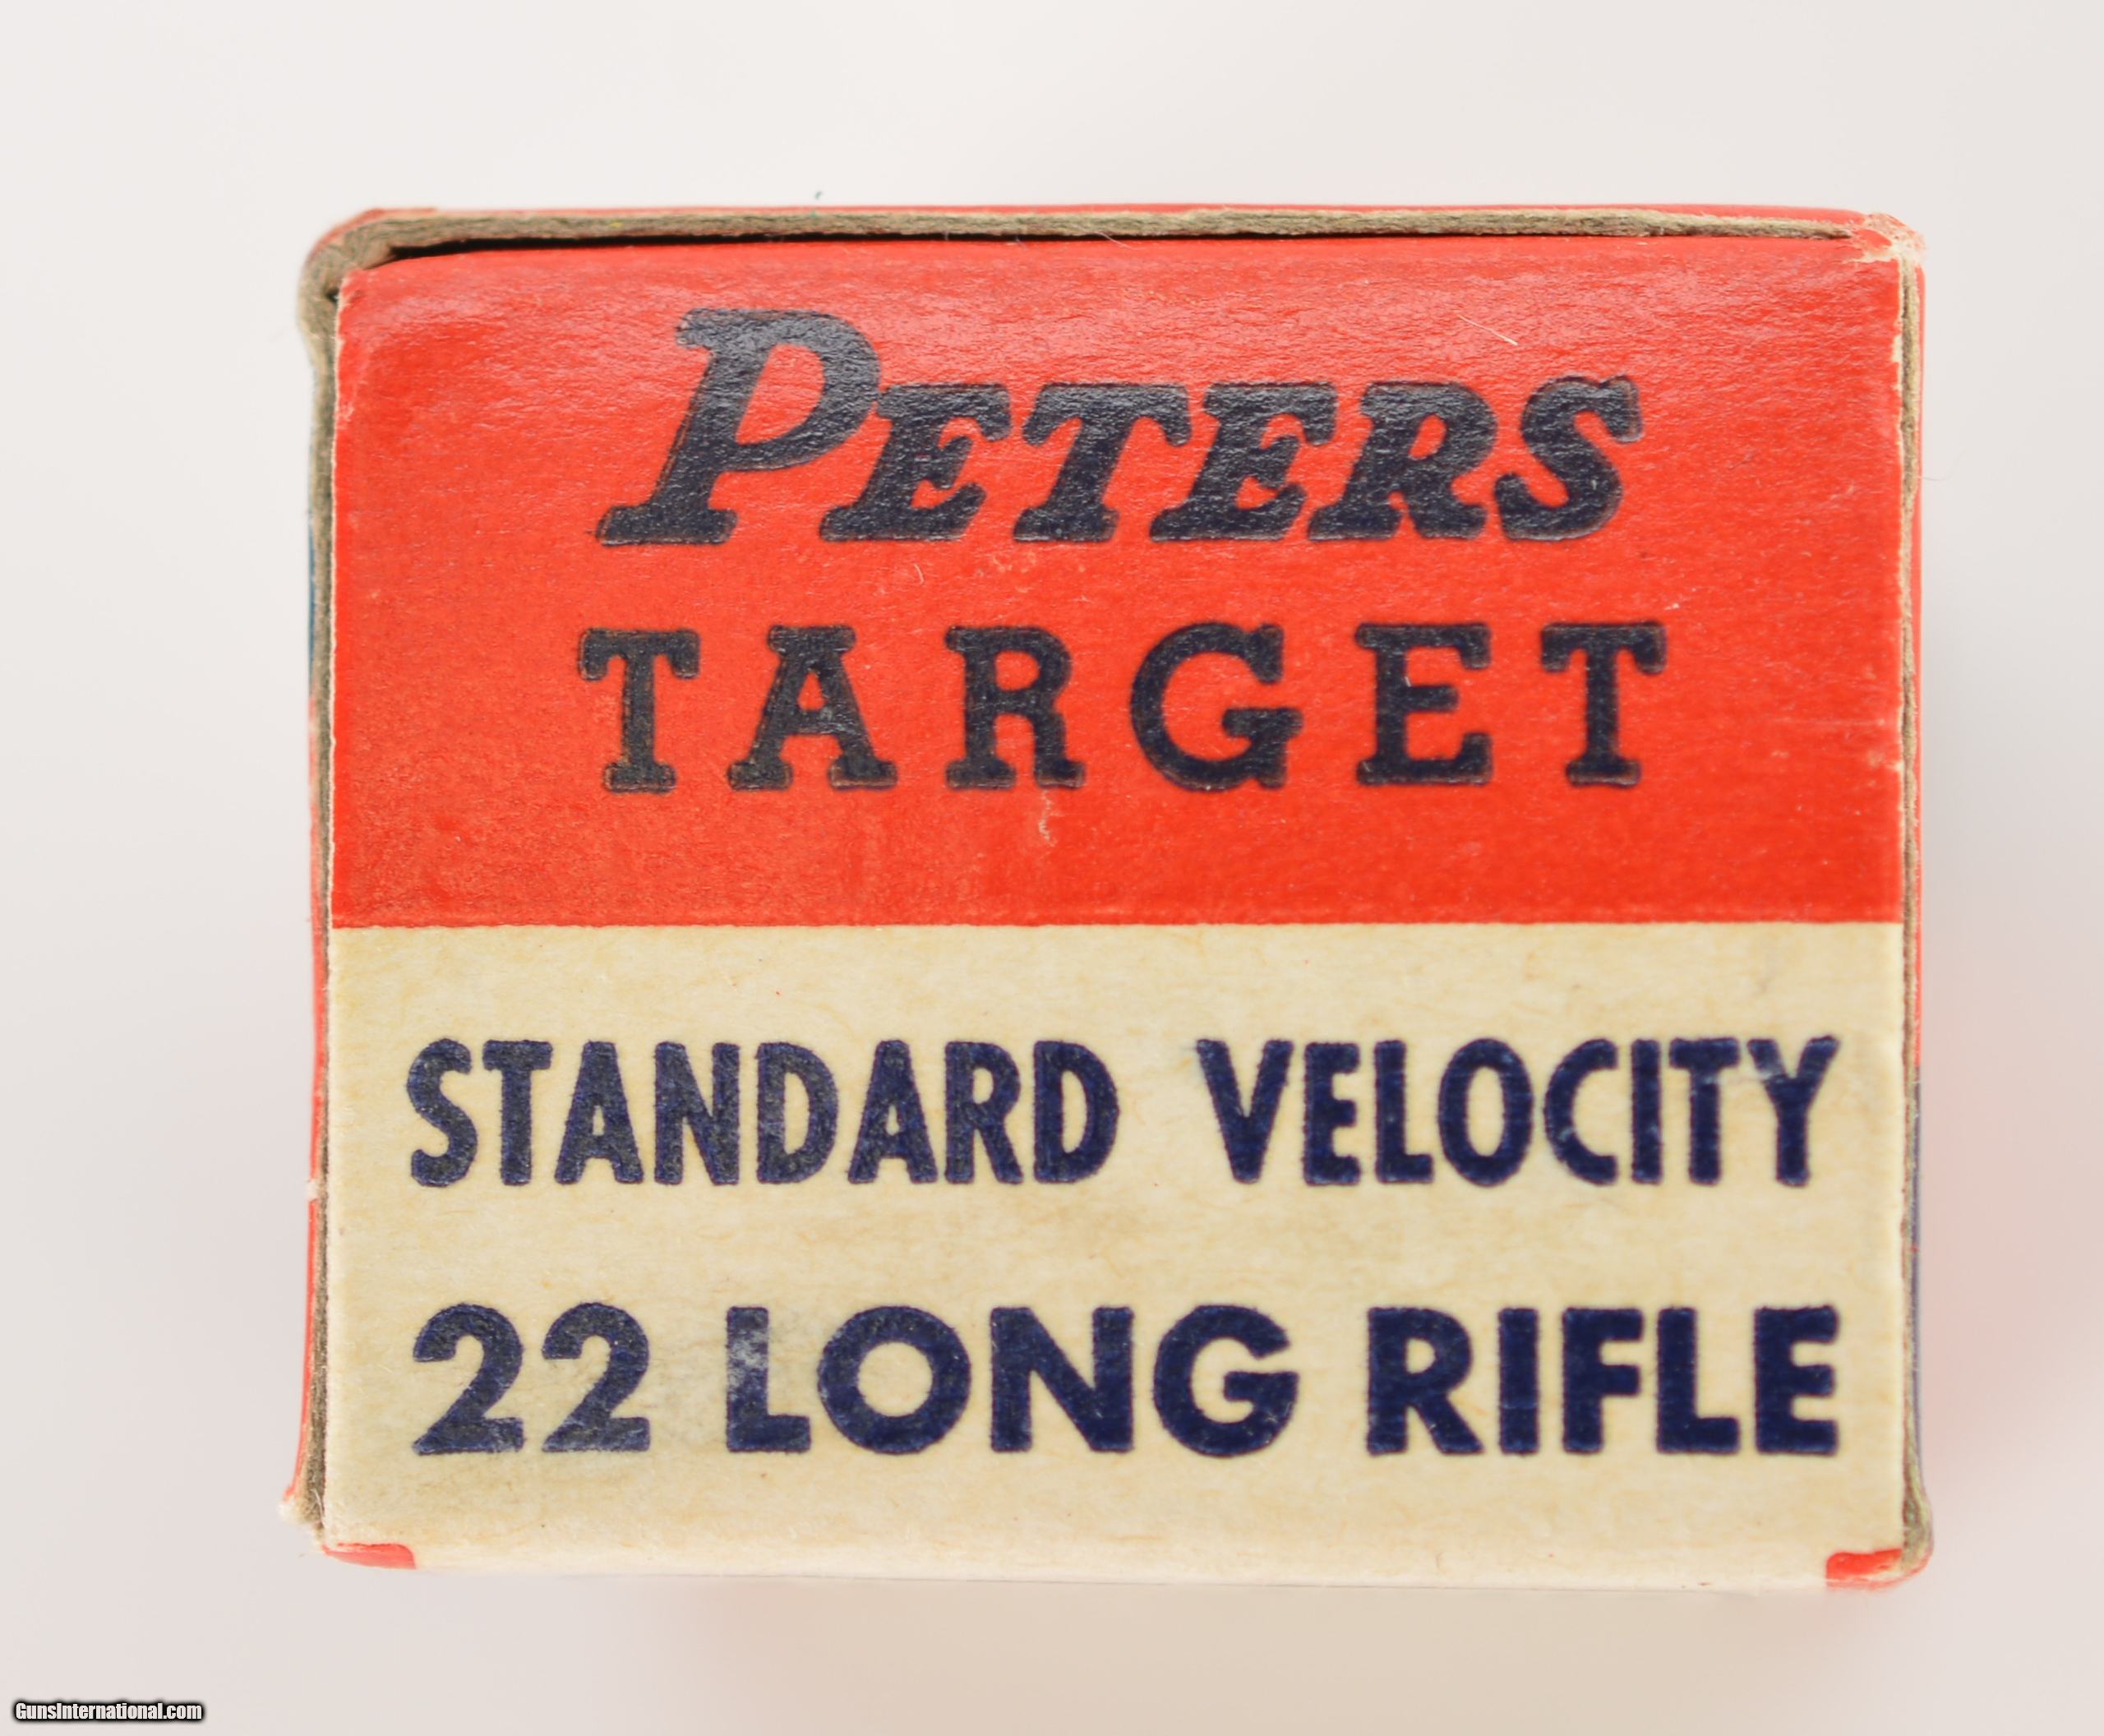 PETERS
TARGET
STANDARD VELOCITY
22 LONG RIFLE
GunsInternational.com